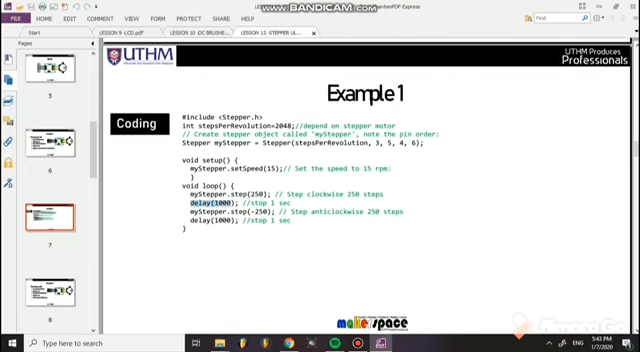 www.BANDICAM.com
PhantomPDF Express
FILE HOME EDIT COMMENT VIEW FORM PROTECT SHARE HELP Find
Start LESSON 9 -LCD.pdf LESSON 10 -DC BRUSHE... LESSON 13 (STEPPER UL...
Pages
5
6
7
8
UTHM
UTHM Produces
Professionals
Example 1
Coding
#include <Stepper.h>
int stepsPerRevolution=2048;//depend on stepper motor
// Create stepper object called 'myStepper', note the pin order:
Stepper myStepper = Stepper(stepsPerRevolution, 3, 5, 4, 6);
void setup() {
myStepper.setSpeed(15);// Set the speed to 15 rpm:
}
void loop() {
myStepper.step(250); // Step clockwise 250 steps
delay(1000); //stop 1 sec
myStepper.step(-250); // Step anticlockwise 250 steps
delay(1000); //stop 1 sec
}
maker/space
Type here to search
ENG
5:43 PM
1/7/2020